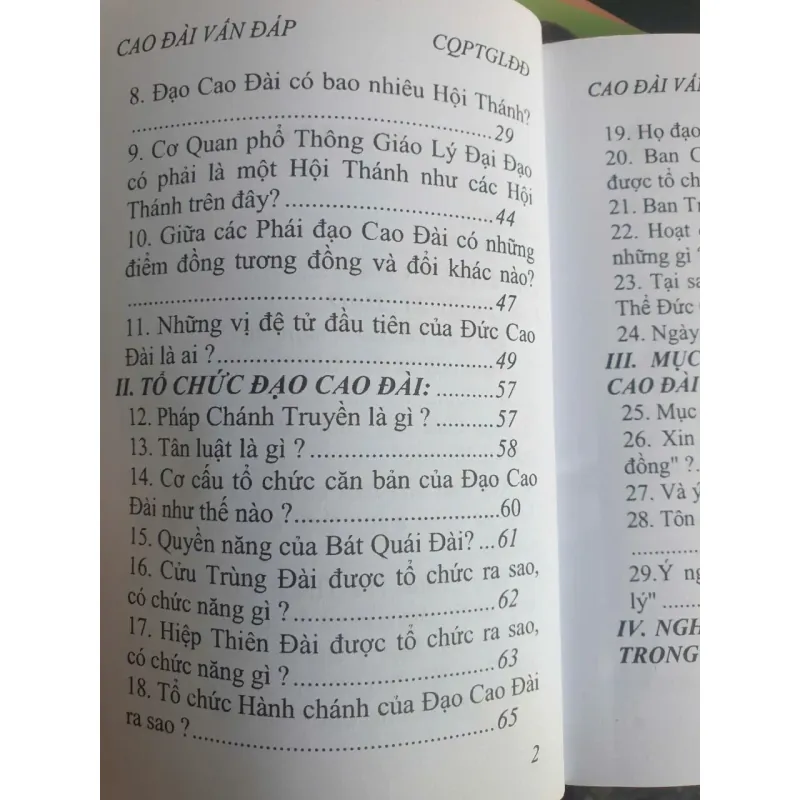 CAO ĐÀI VẤN ĐÁP
CQPTGLĐĐ
8. Đạo Cao Đài có bao nhiêu Hội Thánh?
........................................................29
9. Cơ Quan phổ Thông Giáo Lý Đại Đạo
có phải là một Hội Thánh như các Hội
Thánh trên đây?................................44
10. Giữa các Phái đạo Cao Đài có những
điểm đồng tương đồng và đổi khác nào?
........................................................47
11. Những vị đệ tử đầu tiên của Đức Cao
Đài là ai ?..........................................49
II. TỔ CHỨC ĐẠO CAO ĐÀI: ............57
12. Pháp Chánh Truyền là gì ?............57
13. Tân luật là gì ?............................58
14. Cơ cấu tổ chức căn bản của Đạo Cao
Đài như thế nào ?...............................60
15. Quyền năng của Bát Quái Đài?...61
16. Cửu Trùng Đài được tổ chức ra sao,
có chức năng gì ?...............................62
17. Hiệp Thiên Đài được tổ chức ra sao,
có chức năng gì ?...............................63
18. Tổ chức Hành chánh của Đạo Cao Đài
ra sao ?..............................................65
2
CAO ĐÀI VẤ
19. Họ đạo
20. Ban C
được tổ ch
21. Ban Tr
22. Hoạt
những gì ?
23. Tại sa
Thể Đức
24. Ngày
III. MỤC
CAO ĐÀI
25. Mục
26. Xin
đồng" ?.
27. Và ý
28. Tôn
............
29.Ý ng
lý" ......
IV. NGH
TRONG